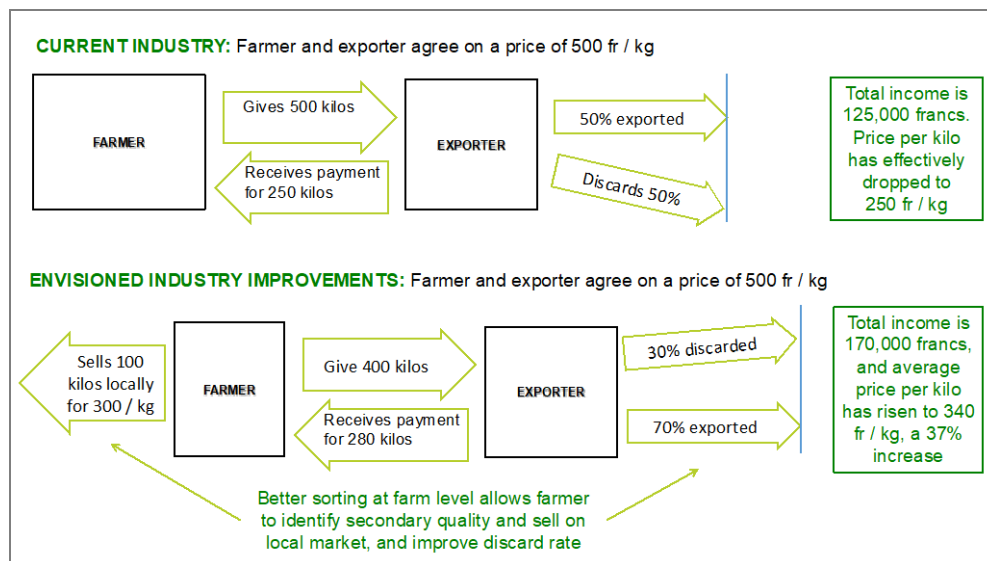 CURRENT INDUSTRY: Farmer and exporter agree on a price of 500 fr / kg
FARMER
Gives 500 kilos
Receives payment
for 250 kilos
EXPORTER
50% exported
Discards 50%
Total income is
125,000 francs.
Price per kilo
has effectively
dropped to
250 fr / kg
ENVISIONED INDUSTRY IMPROVEMENTS: Farmer and exporter agree on a price of 500 fr / kg
Sells 100
kilos locally
for 300 / kg
FARMER
Give 400 kilos
Receives payment
for 280 kilos
EXPORTER
30% discarded
70% exported
Total income is
170,000 francs,
and average
price per kilo
has risen to 340
fr / kg, a 37%
increase
Better sorting at farm level allows farmer
to identify secondary quality and sell on
local market, and improve discard rate